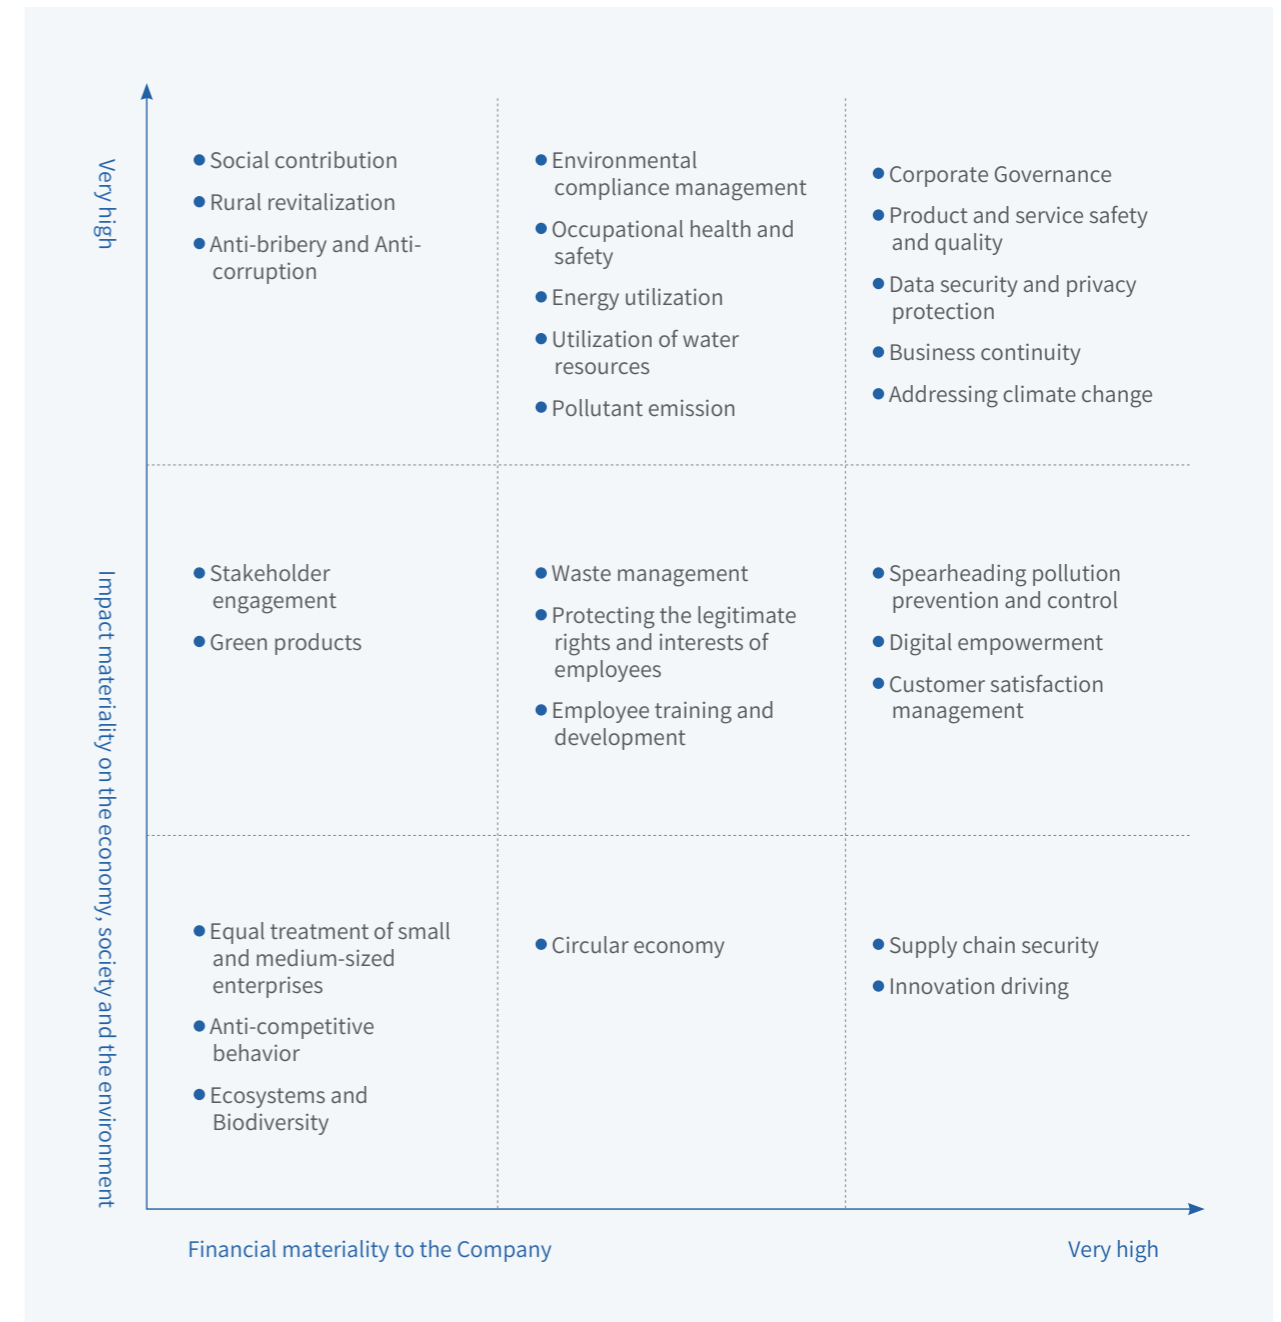 Very high
Impact materiality on the economy, society and the environment
● Social contribution
● Rural revitalization
● Anti-bribery and Anti-
corruption
● Environmental
compliance management
● Occupational health and
safety
● Energy utilization
● Utilization of water
resources
● Pollutant emission
● Corporate Governance
● Product and service safety
and quality
● Data security and privacy
protection
● Business continuity
● Addressing climate change
● Stakeholder
engagement
● Green products
● Waste management
● Protecting the legitimate
rights and interests of
employees
● Employee training and
development
● Spearheading pollution
prevention and control
● Digital empowerment
● Customer satisfaction
management
● Equal treatment of small
and medium-sized
enterprises
● Anti-competitive
behavior
● Ecosystems and
Biodiversity
● Circular economy
● Supply chain security
● Innovation driving
Financial materiality to the Company
Very high